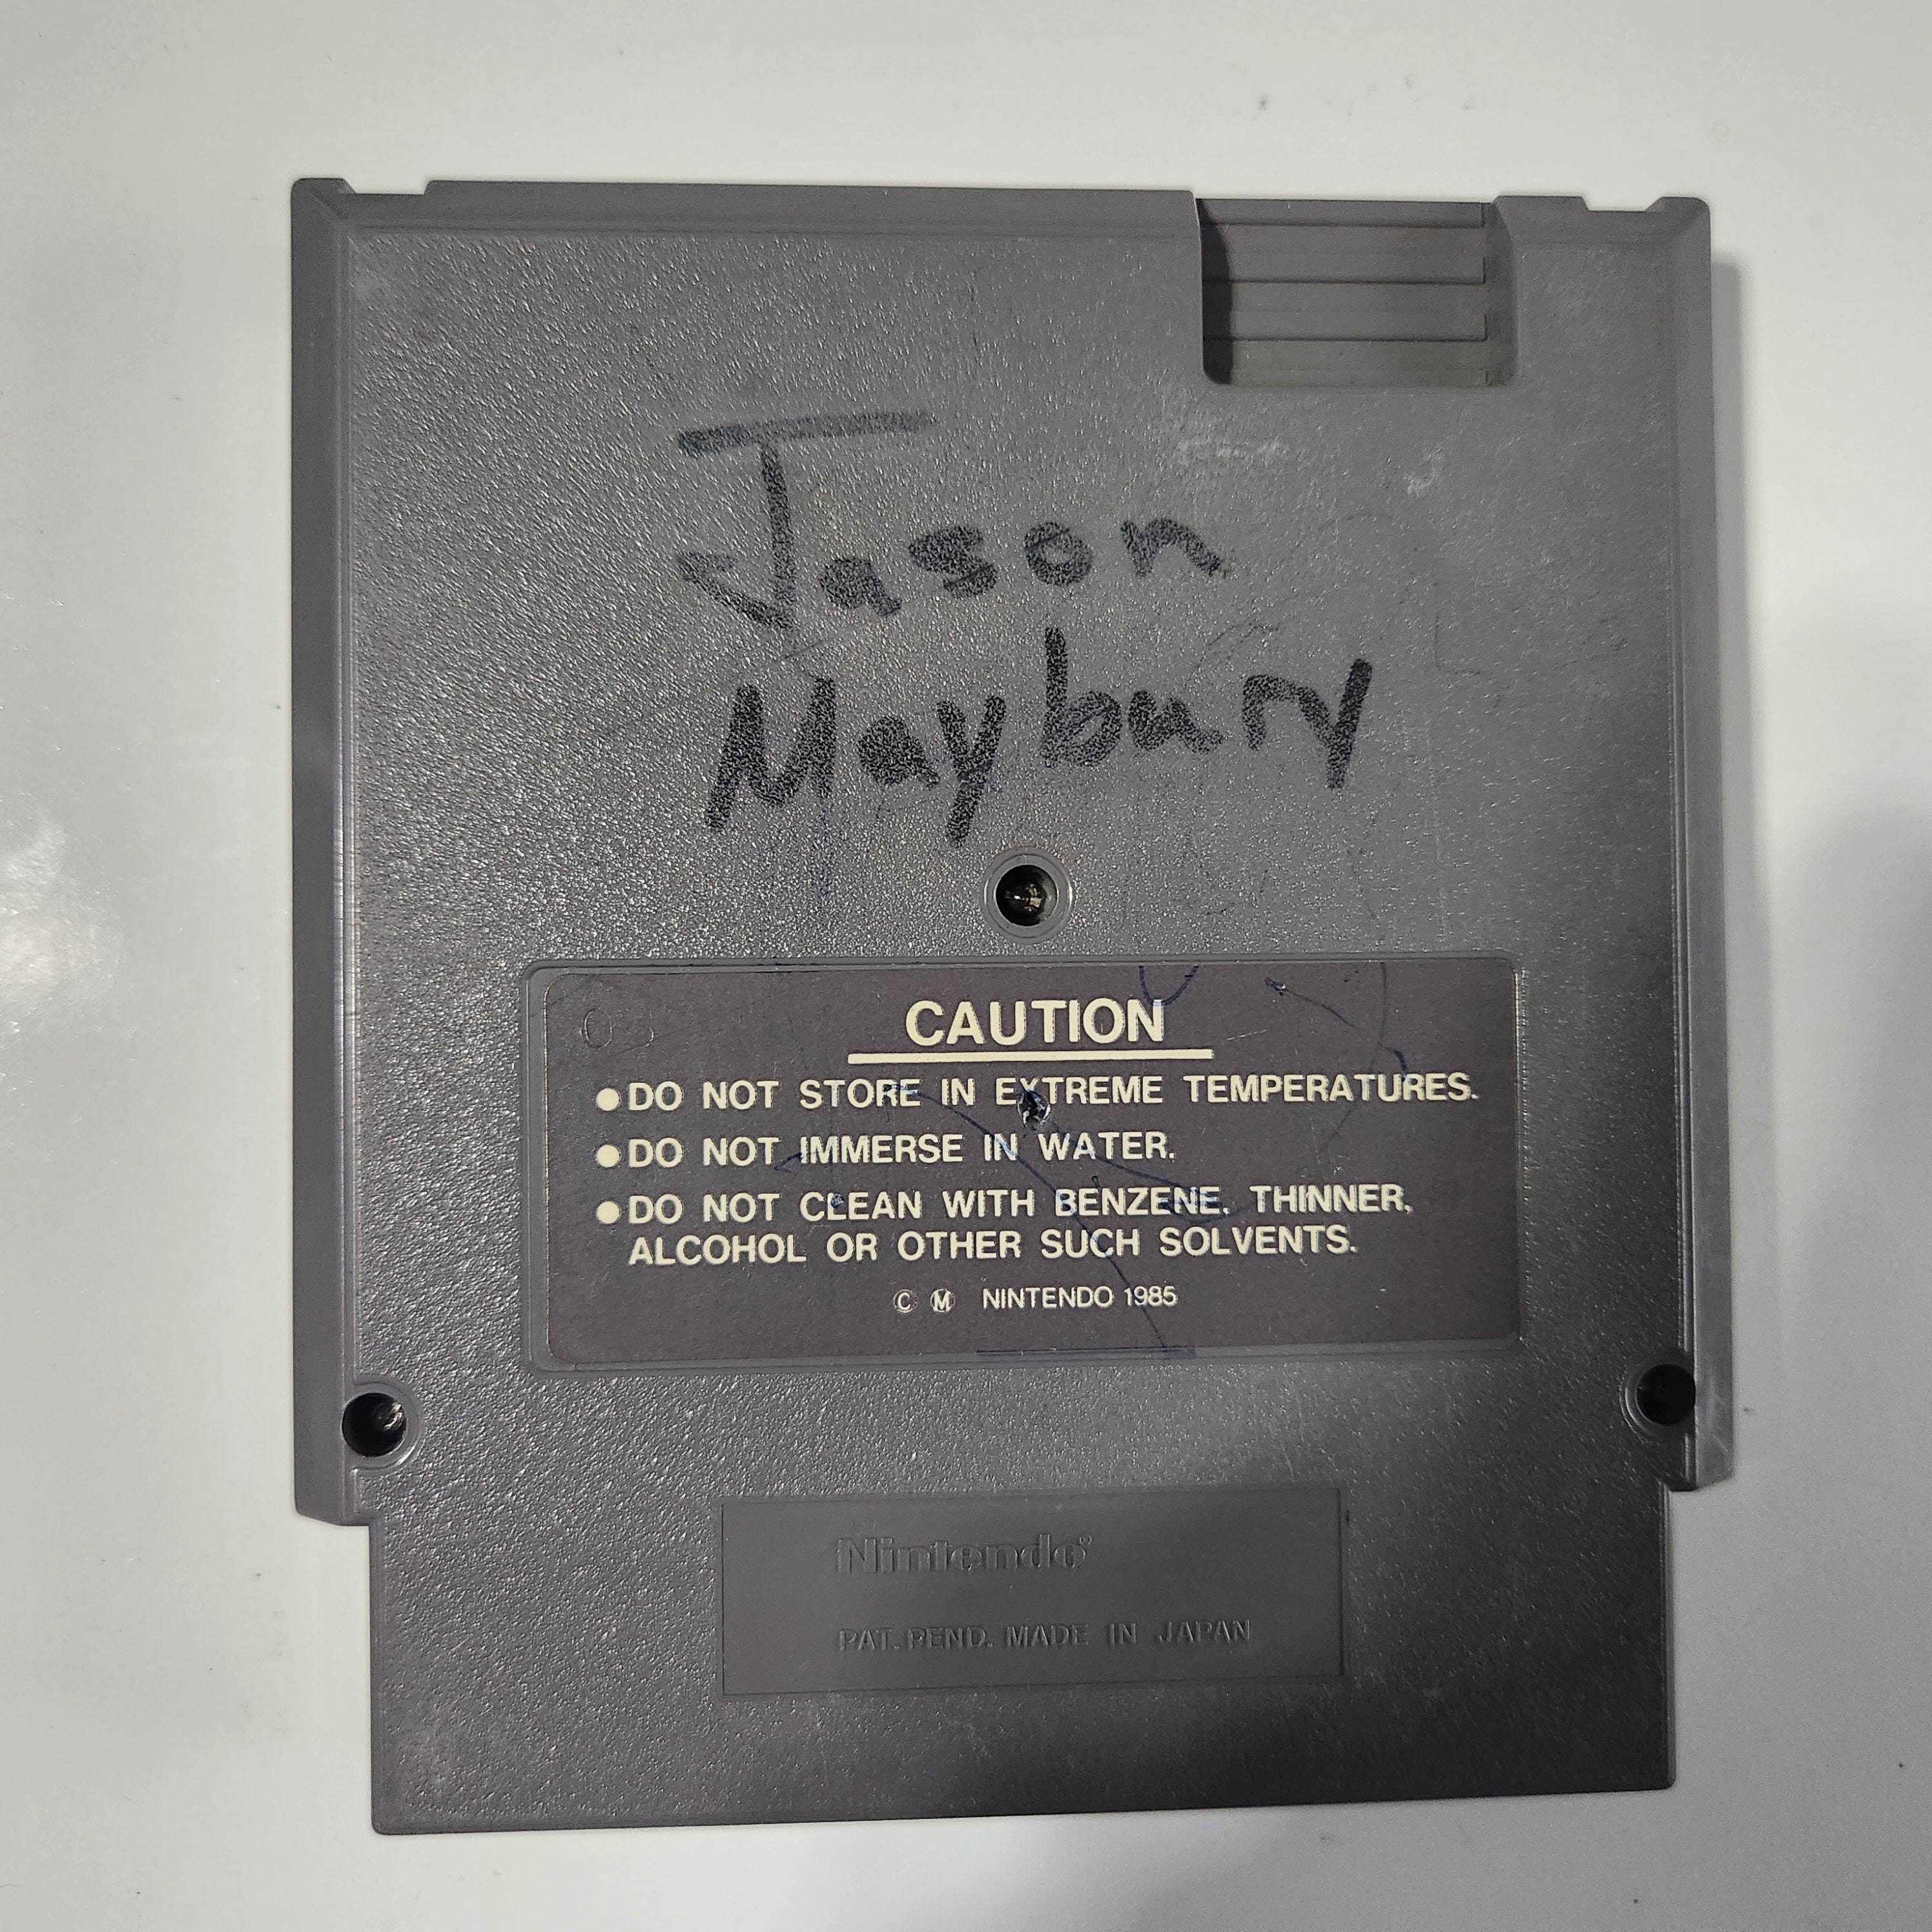 Jason
Maybury
03
CAUTION
●DO NOT STORE IN EXTREME TEMPERATURES.
●DO NOT IMMERSE IN WATER.
●DO NOT CLEAN WITH BENZENE, THINNER,
ALCOHOL OR OTHER SUCH SOLVENTS.
Ⓒ Ⓜ NINTENDO 1985
Nintendo®
PAT. PEND. MADE IN JAPAN